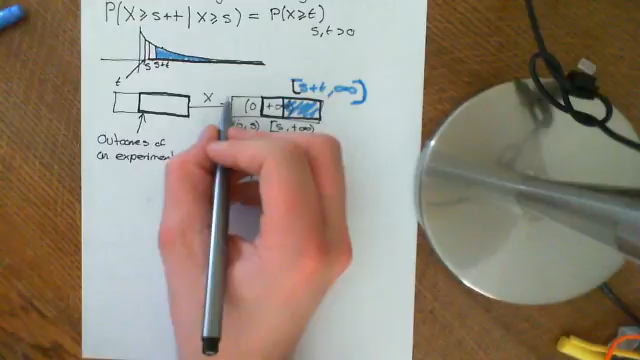 P(X⩾s+t | X⩾s) = P(X⩾t)
s,t>0
t s s+t
[s+t, ∞)
X (0 +∞
, s) [s, +∞)
Outcomes of
an experiment